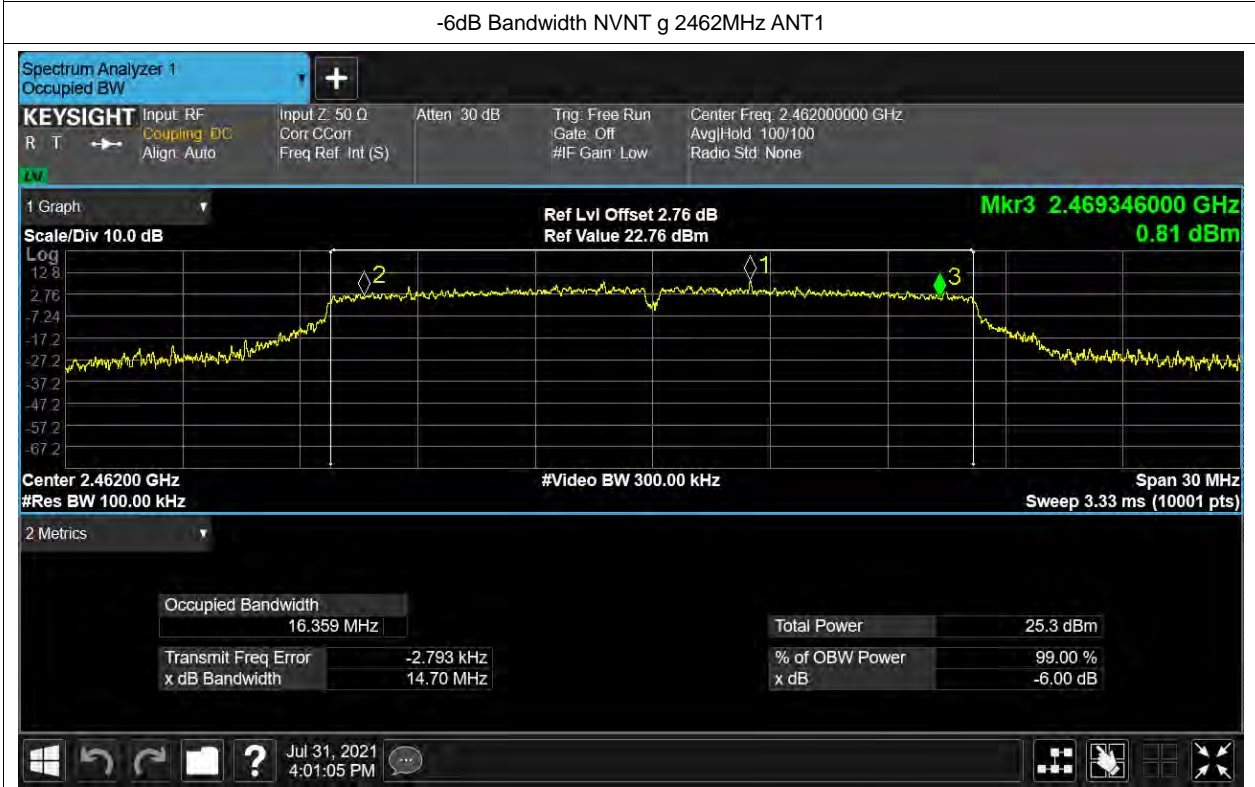 -6dB Bandwidth NVNT g 2462MHz ANT1
Spectrum Analyzer 1
Occupied BW
+
KEYSIGHT
R T
LXI
Input: RF
Coupling: DC
Align: Auto
Input Z: 50 Ω
Corr CCorr
Freq Ref: Int (S)
Atten: 30 dB
Trig: Free Run
Gate: Off
#IF Gain: Low
Center Freq: 2.462000000 GHz
Avg|Hold: 100/100
Radio Std: None
1 Graph
Scale/Div 10.0 dB
Ref Lvl Offset 2.76 dB
Ref Value 22.76 dBm
Mkr3 2.469346000 GHz
0.81 dBm
Log
12.8
2.76
-7.24
-17.2
-27.2
-37.2
-47.2
-57.2
-67.2
2
1
3
Center 2.46200 GHz
#Res BW 100.00 kHz
#Video BW 300.00 kHz
Span 30 MHz
Sweep 3.33 ms (10001 pts)
2 Metrics
Occupied Bandwidth
16.359 MHz
Transmit Freq Error -2.793 kHz
x dB Bandwidth 14.70 MHz
Total Power 25.3 dBm
% of OBW Power 99.00 %
x dB -6.00 dB
?
Jul 31, 2021
4:01:05 PM